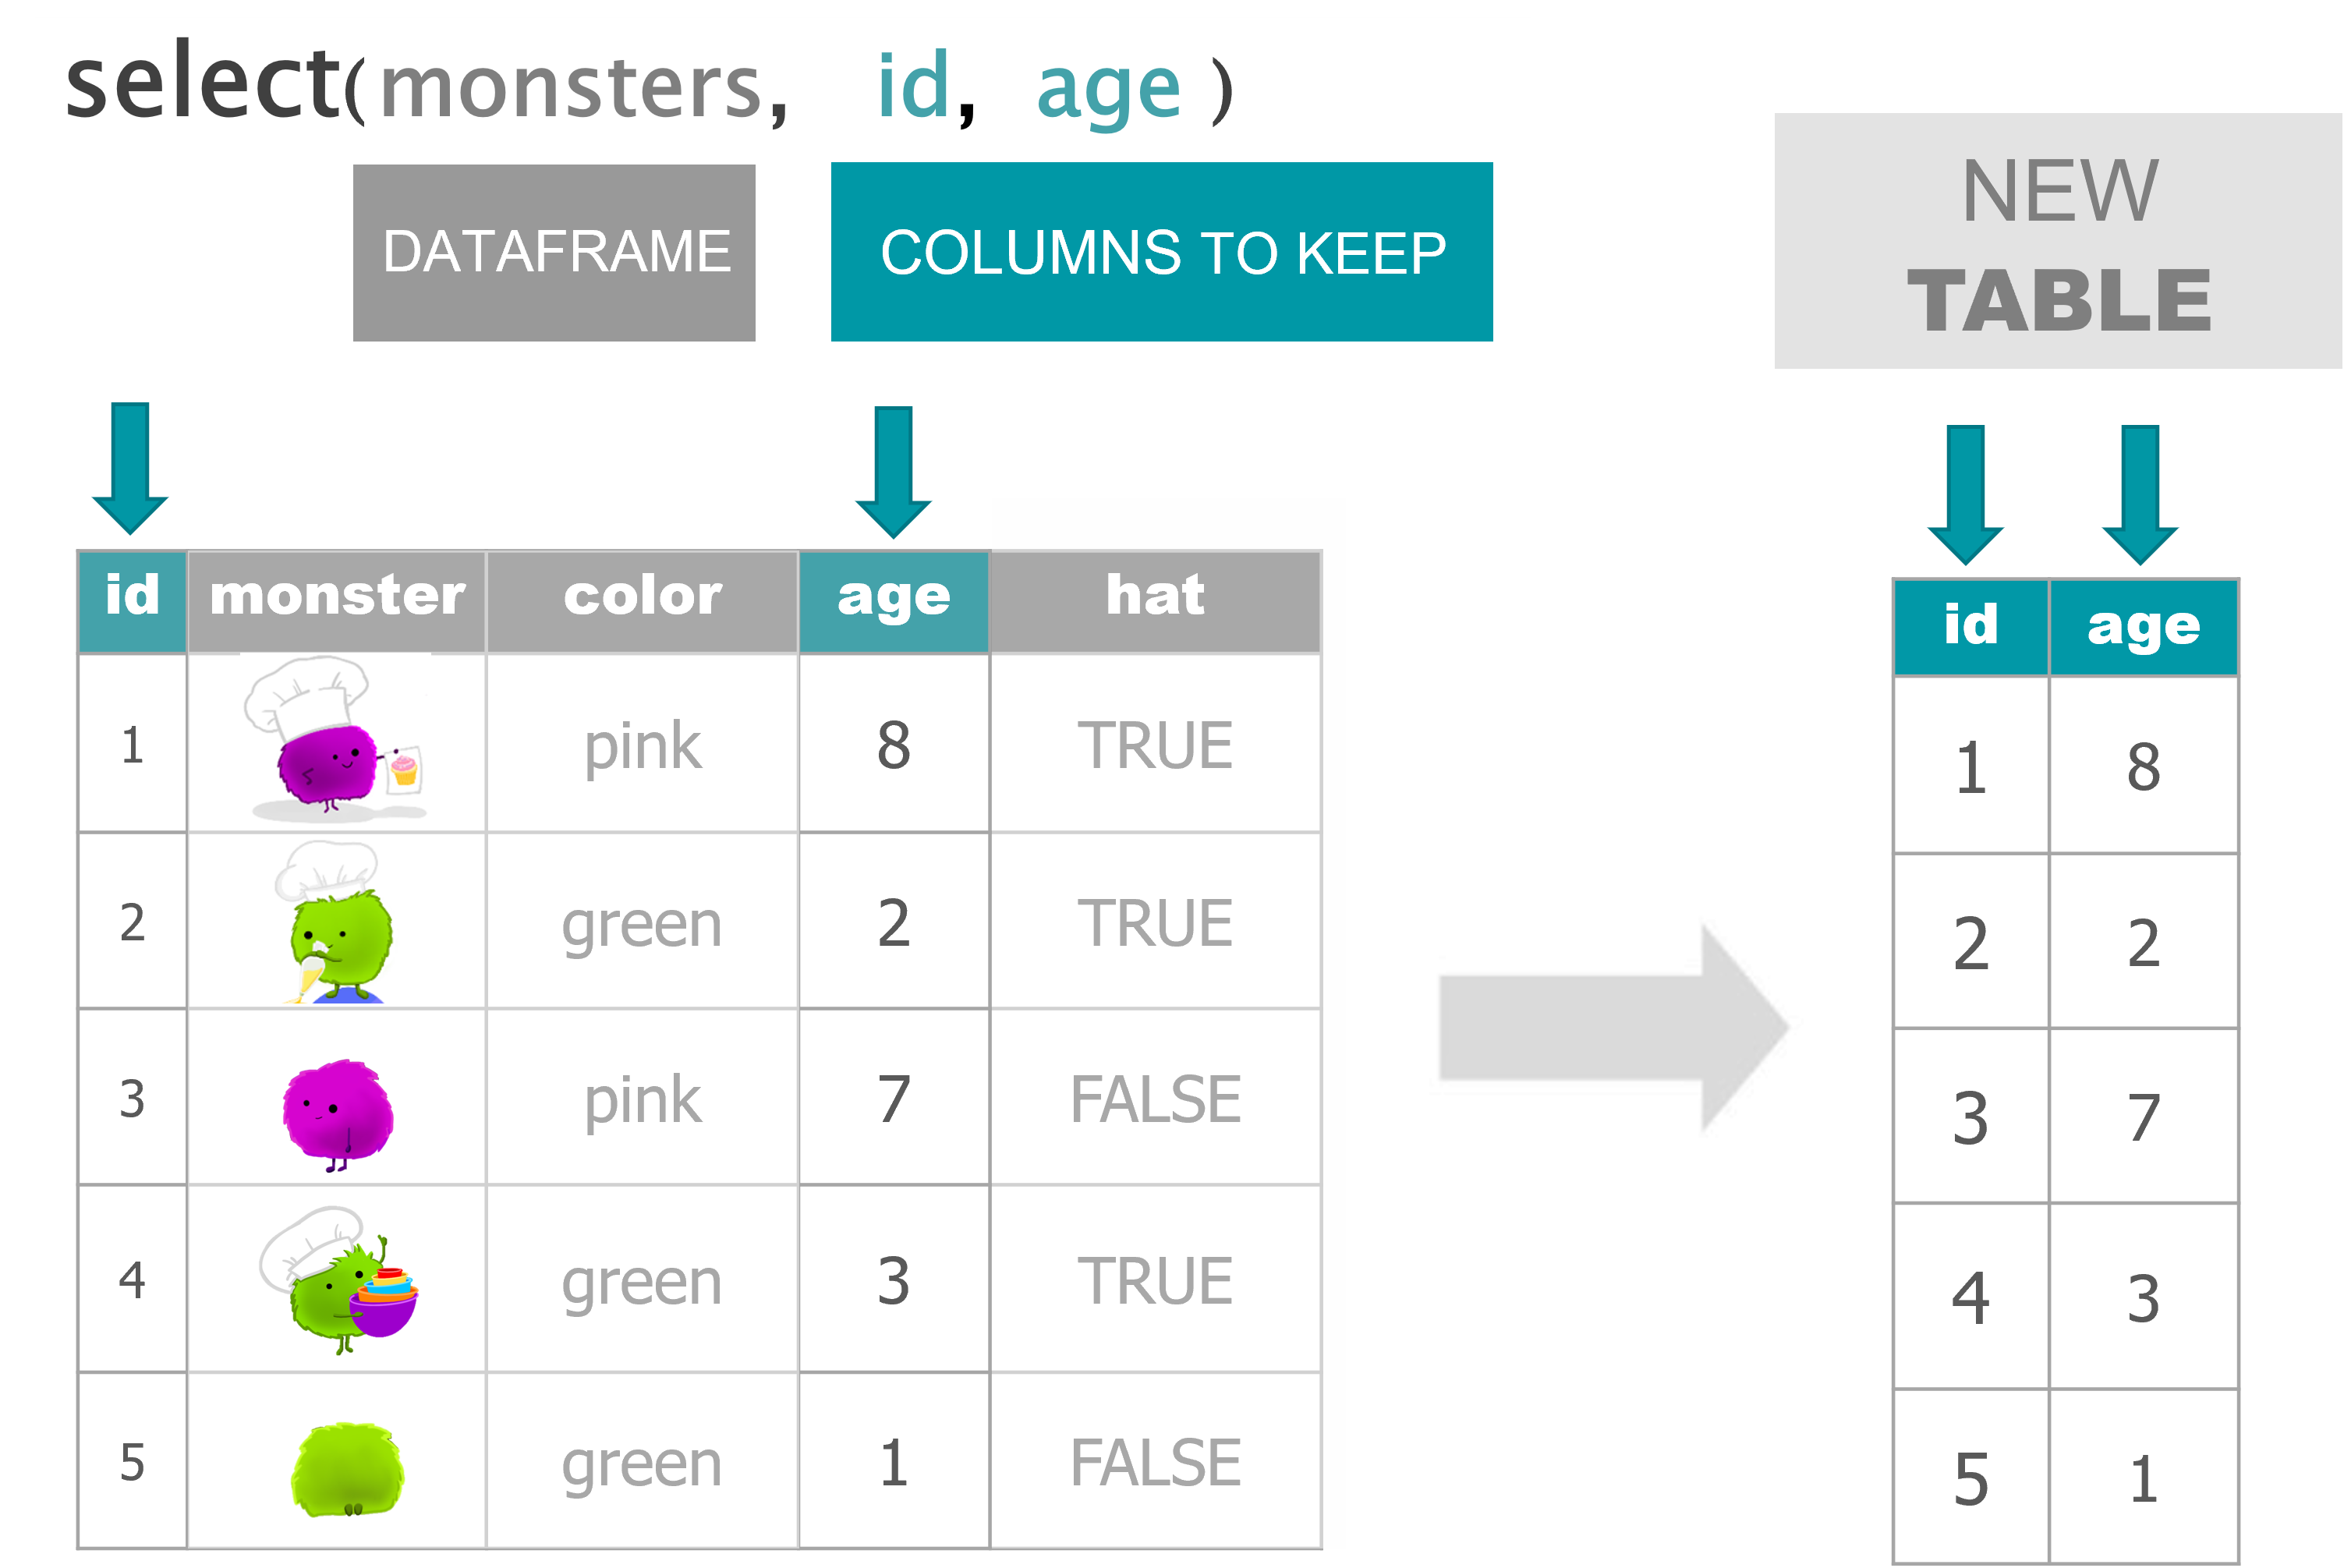 select(monsters, id, age )
DATAFRAME
COLUMNS TO KEEP
NEW
TABLE
id monster color age hat
1 pink 8 TRUE
2 green 2 TRUE
3 pink 7 FALSE
4 green 3 TRUE
5 green 1 FALSE
id age
1 8
2 2
3 7
4 3
5 1